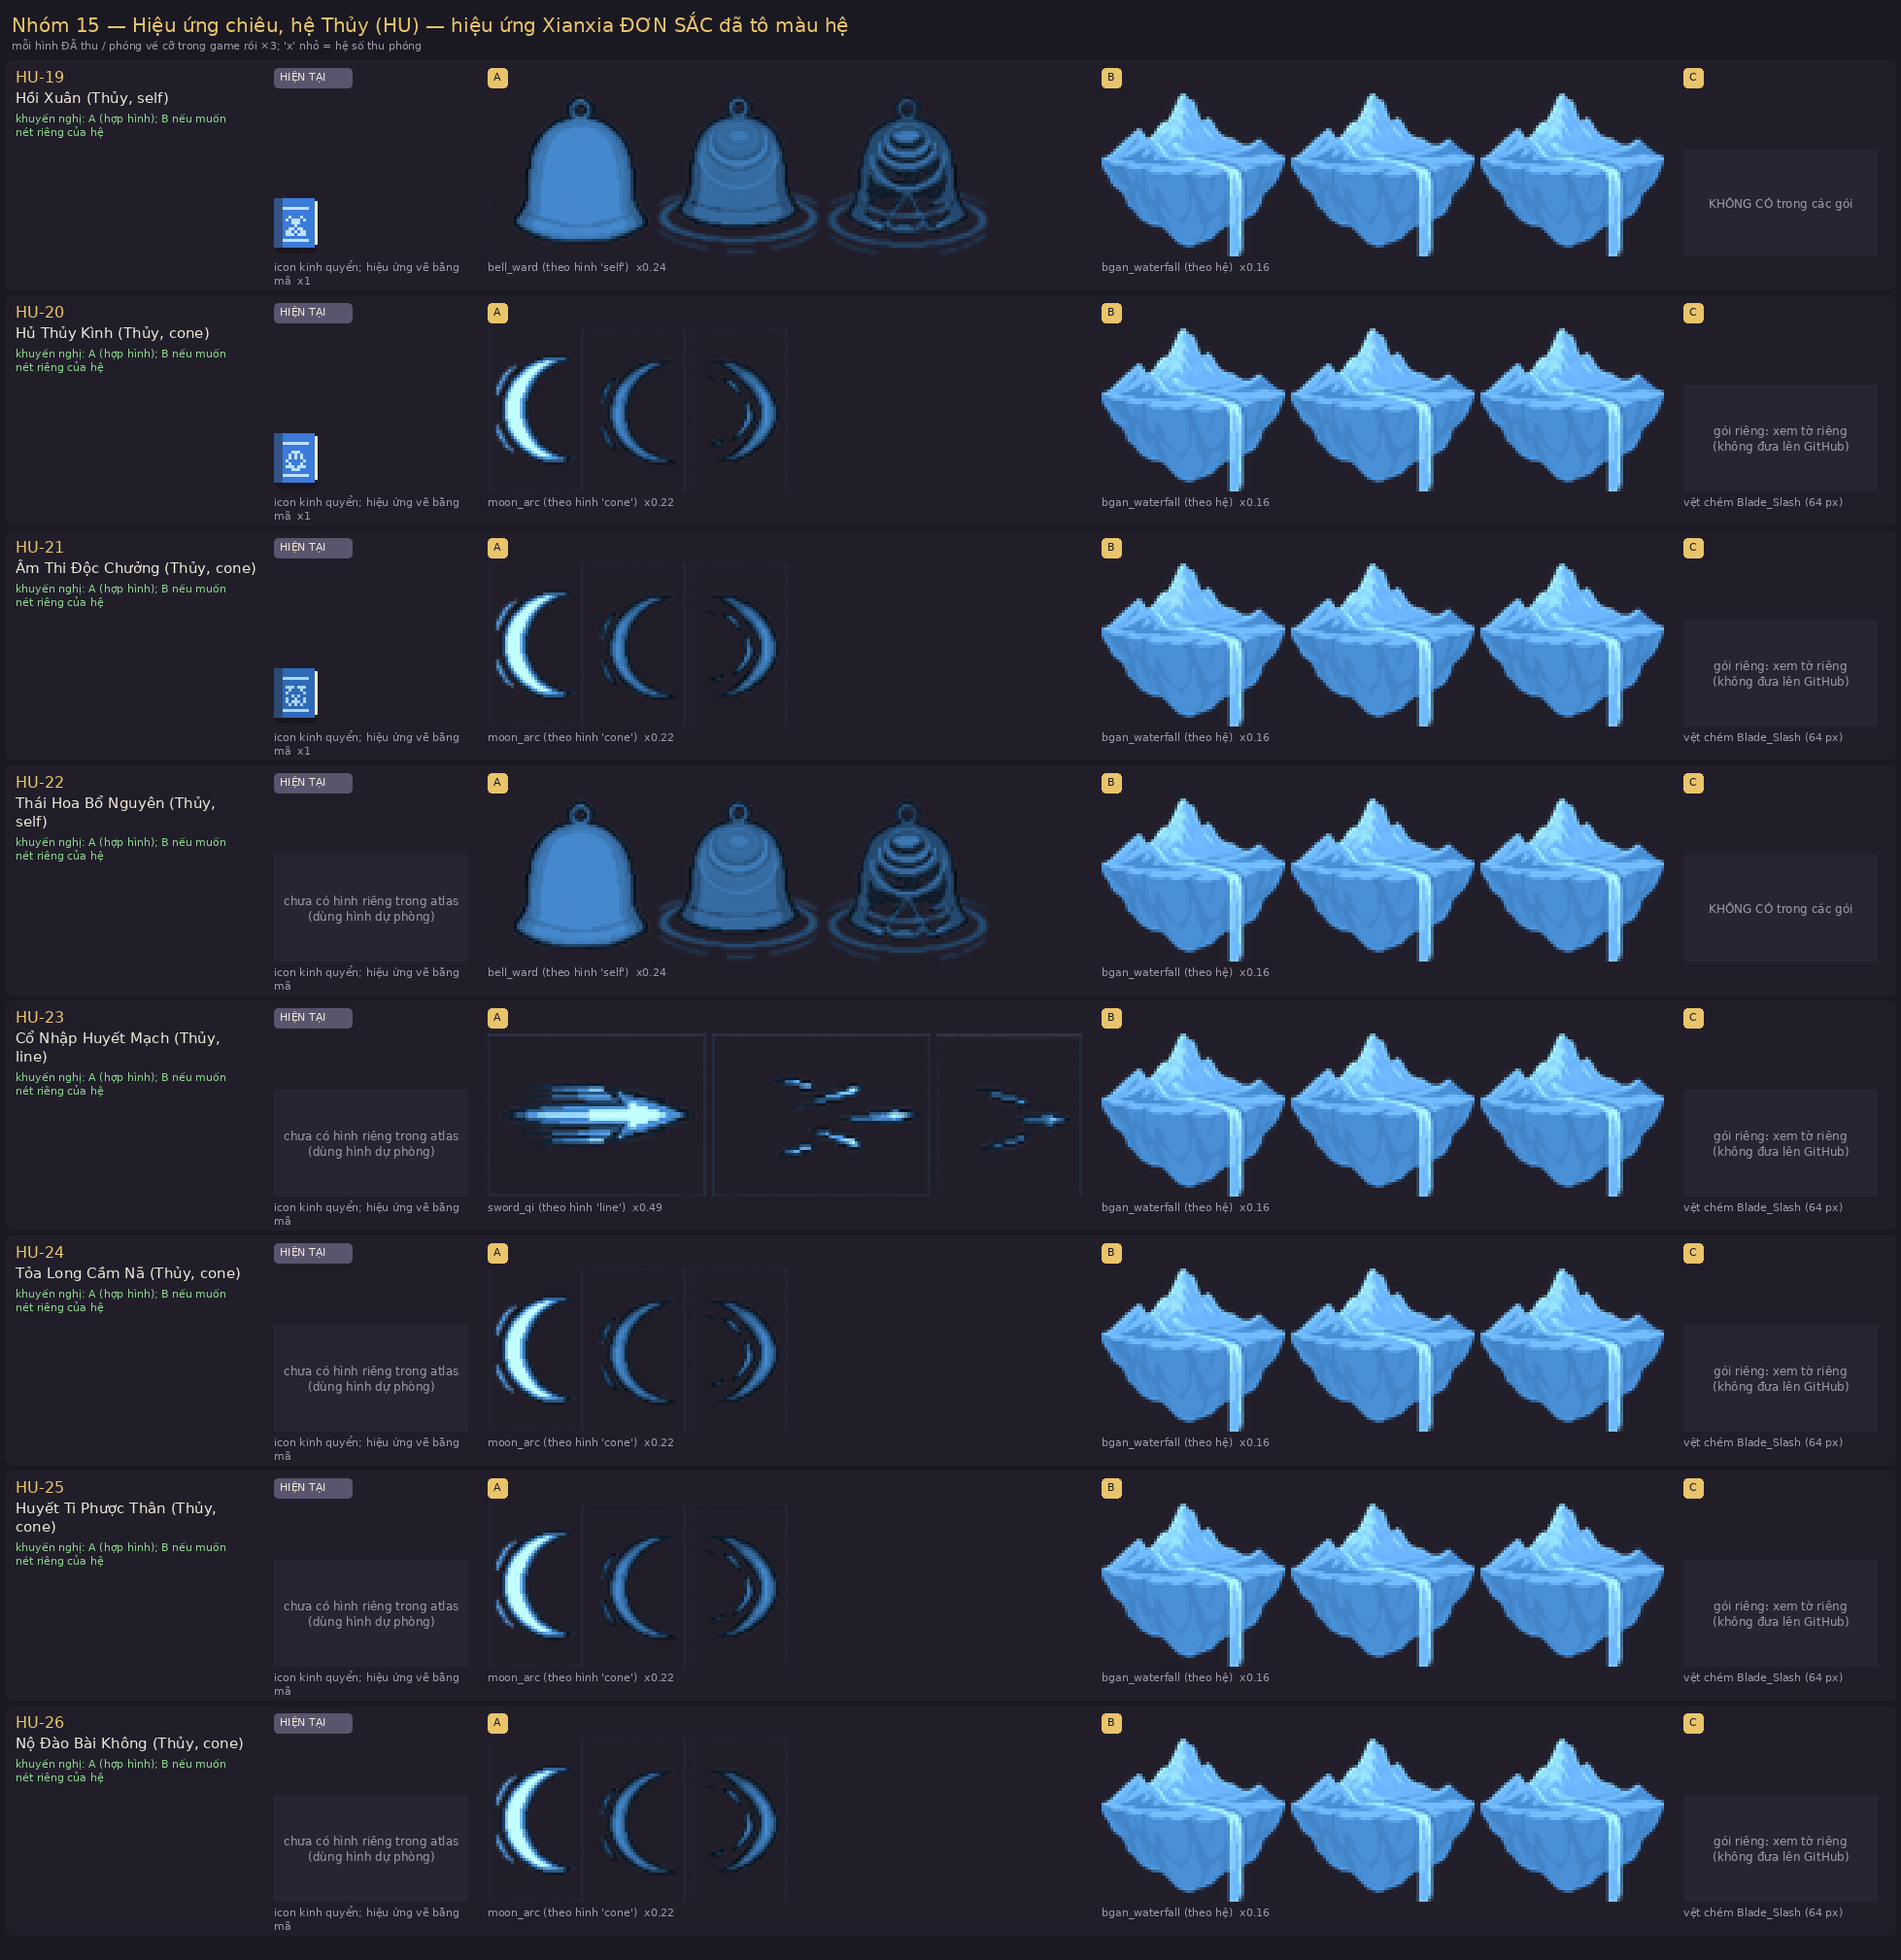 Nhóm 15 — Hiệu ứng chiêu, hệ Thủy (HU) — hiệu ứng Xianxia ĐƠN SẮC đã tô màu hệ
mỗi hình ĐÃ thu / phóng về cỡ trong game rồi ×3; 'x' nhỏ = hệ số thu phóng
HU-19
Hồi Xuân (Thủy, self)
khuyến nghị: A (hợp hình); B nếu muốn
nét riêng của hệ
HIỆN TẠI
icon kinh quyển; hiệu ứng vẽ bằng
mã  x1
A
bell_ward (theo hình 'self')  x0.24
B
bgan_waterfall (theo hệ)  x0.16
C
KHÔNG CÓ trong các gói
HU-20
Hủ Thủy Kình (Thủy, cone)
khuyến nghị: A (hợp hình); B nếu muốn
nét riêng của hệ
HIỆN TẠI
icon kinh quyển; hiệu ứng vẽ bằng
mã  x1
A
moon_arc (theo hình 'cone')  x0.22
B
bgan_waterfall (theo hệ)  x0.16
C
gói riêng: xem tờ riêng
(không đưa lên GitHub)
vệt chém Blade_Slash (64 px)
HU-21
Âm Thi Độc Chưởng (Thủy, cone)
khuyến nghị: A (hợp hình); B nếu muốn
nét riêng của hệ
HIỆN TẠI
icon kinh quyển; hiệu ứng vẽ bằng
mã  x1
A
moon_arc (theo hình 'cone')  x0.22
B
bgan_waterfall (theo hệ)  x0.16
C
gói riêng: xem tờ riêng
(không đưa lên GitHub)
vệt chém Blade_Slash (64 px)
HU-22
Thái Hoa Bổ Nguyên (Thủy,
self)
khuyến nghị: A (hợp hình); B nếu muốn
nét riêng của hệ
HIỆN TẠI
chưa có hình riêng trong atlas
(dùng hình dự phòng)
icon kinh quyển; hiệu ứng vẽ bằng
mã
A
bell_ward (theo hình 'self')  x0.24
B
bgan_waterfall (theo hệ)  x0.16
C
KHÔNG CÓ trong các gói
HU-23
Cổ Nhập Huyết Mạch (Thủy,
line)
khuyến nghị: A (hợp hình); B nếu muốn
nét riêng của hệ
HIỆN TẠI
chưa có hình riêng trong atlas
(dùng hình dự phòng)
icon kinh quyển; hiệu ứng vẽ bằng
mã
A
sword_qi (theo hình 'line')  x0.49
B
bgan_waterfall (theo hệ)  x0.16
C
gói riêng: xem tờ riêng
(không đưa lên GitHub)
vệt chém Blade_Slash (64 px)
HU-24
Tỏa Long Cầm Nã (Thủy, cone)
khuyến nghị: A (hợp hình); B nếu muốn
nét riêng của hệ
HIỆN TẠI
chưa có hình riêng trong atlas
(dùng hình dự phòng)
icon kinh quyển; hiệu ứng vẽ bằng
mã
A
moon_arc (theo hình 'cone')  x0.22
B
bgan_waterfall (theo hệ)  x0.16
C
gói riêng: xem tờ riêng
(không đưa lên GitHub)
vệt chém Blade_Slash (64 px)
HU-25
Huyết Ti Phược Thân (Thủy,
cone)
khuyến nghị: A (hợp hình); B nếu muốn
nét riêng của hệ
HIỆN TẠI
chưa có hình riêng trong atlas
(dùng hình dự phòng)
icon kinh quyển; hiệu ứng vẽ bằng
mã
A
moon_arc (theo hình 'cone')  x0.22
B
bgan_waterfall (theo hệ)  x0.16
C
gói riêng: xem tờ riêng
(không đưa lên GitHub)
vệt chém Blade_Slash (64 px)
HU-26
Nộ Đào Bài Không (Thủy, cone)
khuyến nghị: A (hợp hình); B nếu muốn
nét riêng của hệ
HIỆN TẠI
chưa có hình riêng trong atlas
(dùng hình dự phòng)
icon kinh quyển; hiệu ứng vẽ bằng
mã
A
moon_arc (theo hình 'cone')  x0.22
B
bgan_waterfall (theo hệ)  x0.16
C
gói riêng: xem tờ riêng
(không đưa lên GitHub)
vệt chém Blade_Slash (64 px)